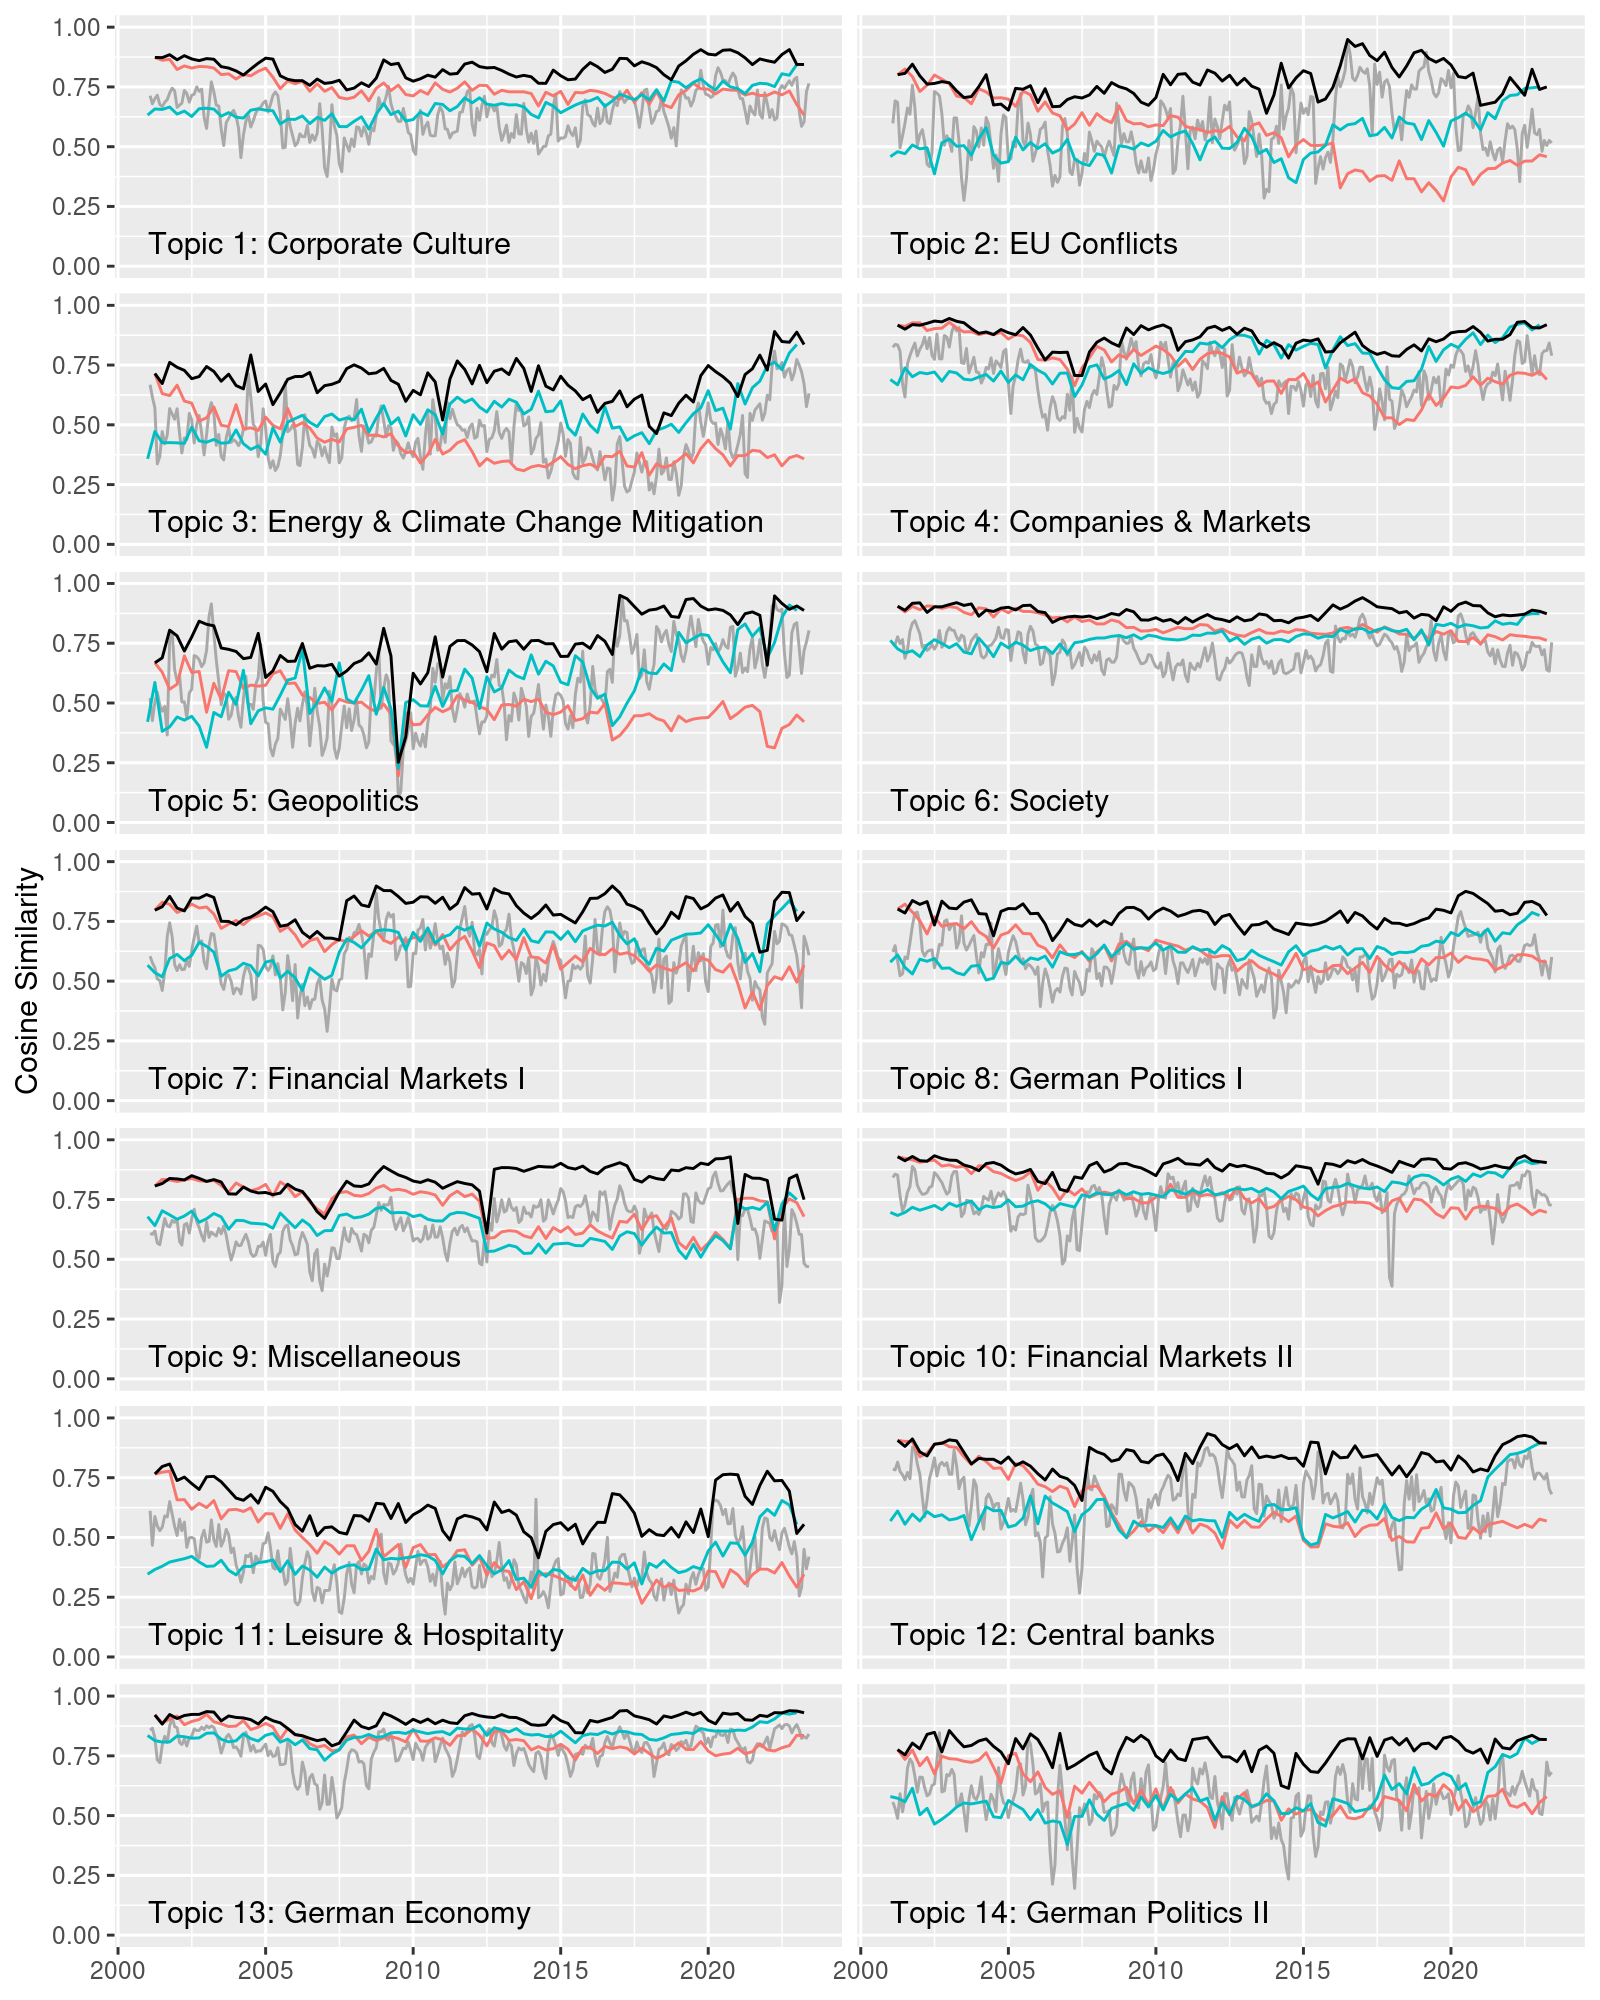 Cosine Similarity
1.00
0.75
0.50
0.25
0.00
Topic 1: Corporate Culture
Topic 2: EU Conflicts
1.00
0.75
0.50
0.25
0.00
Topic 3: Energy & Climate Change Mitigation
Topic 4: Companies & Markets
1.00
0.75
0.50
0.25
0.00
Topic 5: Geopolitics
Topic 6: Society
1.00
0.75
0.50
0.25
0.00
Topic 7: Financial Markets I
Topic 8: German Politics I
1.00
0.75
0.50
0.25
0.00
Topic 9: Miscellaneous
Topic 10: Financial Markets II
1.00
0.75
0.50
0.25
0.00
Topic 11: Leisure & Hospitality
Topic 12: Central banks
1.00
0.75
0.50
0.25
0.00
Topic 13: German Economy
Topic 14: German Politics II
2000 2005 2010 2015 2020
2000 2005 2010 2015 2020